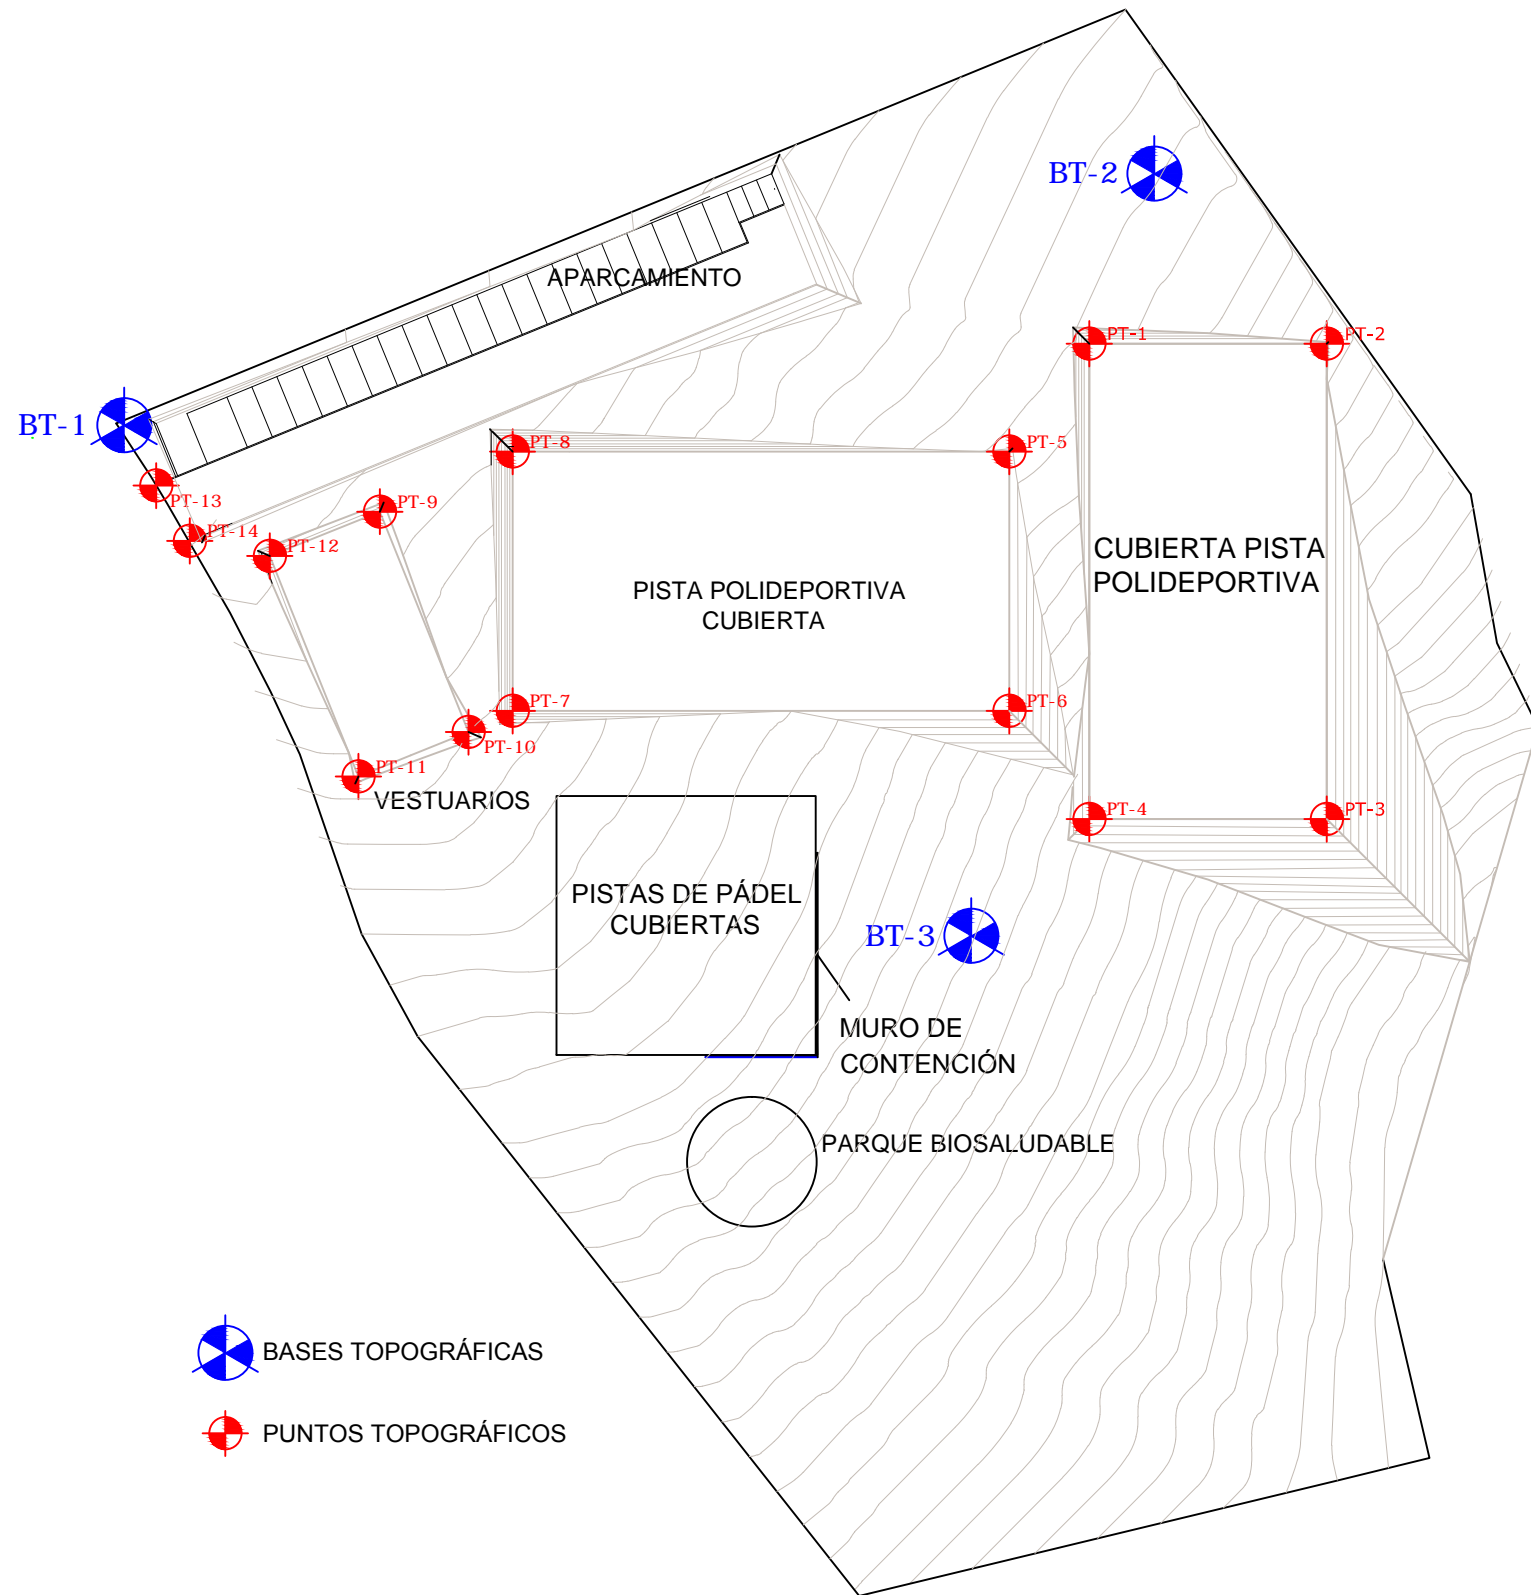 BT-2
APARCAMIENTO
PT-1
PT-2
BT-1
PT-8
PT-5
PT-13
PT-9
PT-14
PT-12
CUBIERTA PISTA
POLIDEPORTIVA
PISTA POLIDEPORTIVA
CUBIERTA
PT-7
PT-6
PT-10
PT-11
VESTUARIOS
PT-4
PT-3
PISTAS DE PÁDEL
CUBIERTAS
BT-3
MURO DE
CONTENCIÓN
PARQUE BIOSALUDABLE
BASES TOPOGRÁFICAS
PUNTOS TOPOGRÁFICOS